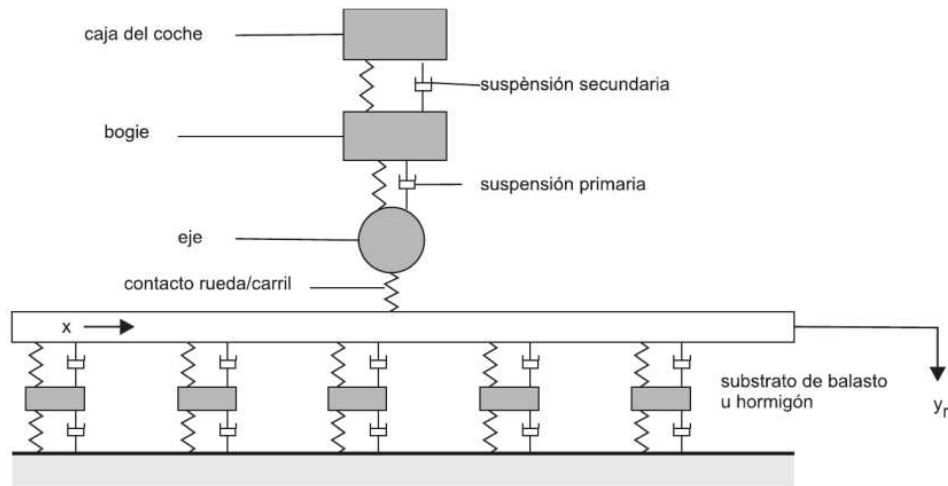 caja del coche
suspènsión secundaria
bogie
suspensión primaria
eje
contacto rueda/carril
x
substrato de balasto
u hormigón
yr